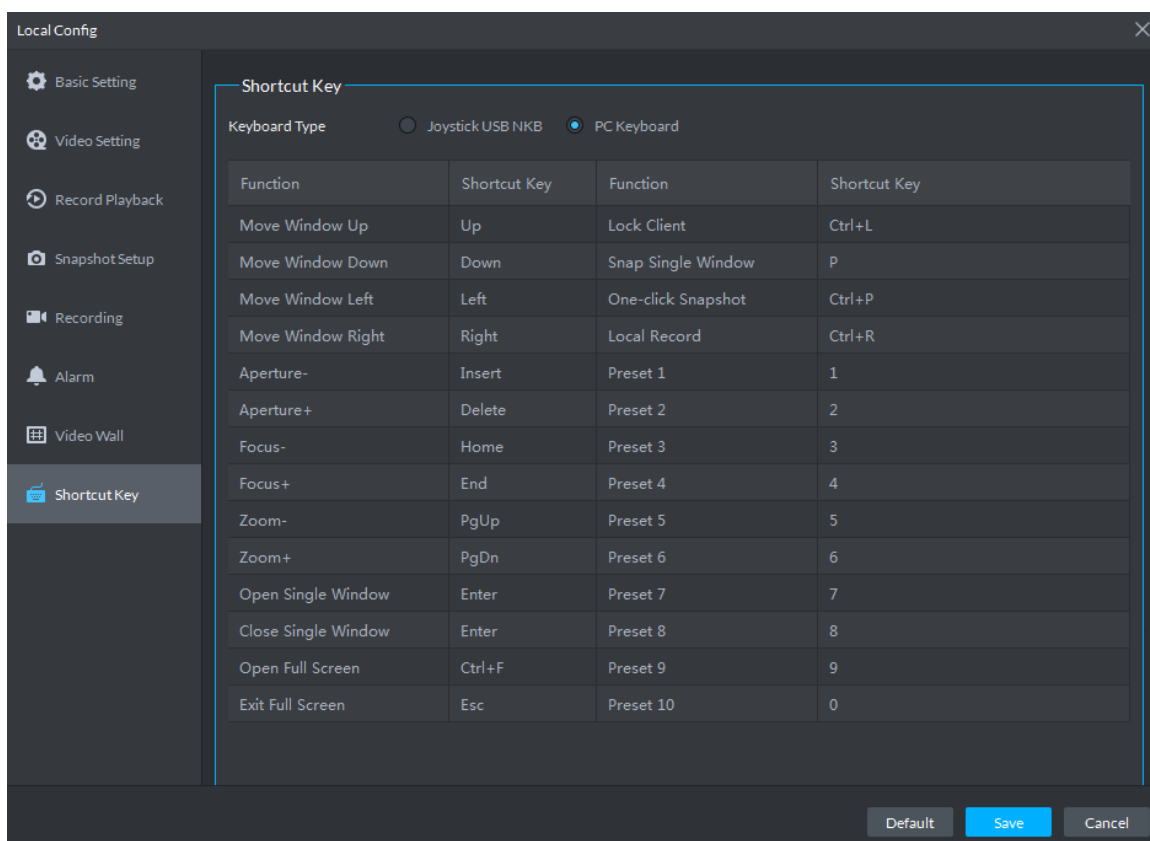 Local Config
Basic Setting
Video Setting
Record Playback
Snapshot Setup
Recording
Alarm
Video Wall
Shortcut Key
Shortcut Key
Keyboard Type Joystick USB NKB PC Keyboard
Function Shortcut Key Function Shortcut Key
Move Window Up Up Lock Client Ctrl+L
Move Window Down Down Snap Single Window P
Move Window Left Left One-click Snapshot Ctrl+P
Move Window Right Right Local Record Ctrl+R
Aperture- Insert Preset 1 1
Aperture+ Delete Preset 2 2
Focus- Home Preset 3 3
Focus+ End Preset 4 4
Zoom- PgUp Preset 5 5
Zoom+ PgDn Preset 6 6
Open Single Window Enter Preset 7 7
Close Single Window Enter Preset 8 8
Open Full Screen Ctrl+F Preset 9 9
Exit Full Screen Esc Preset 10 0
Default Save Cancel